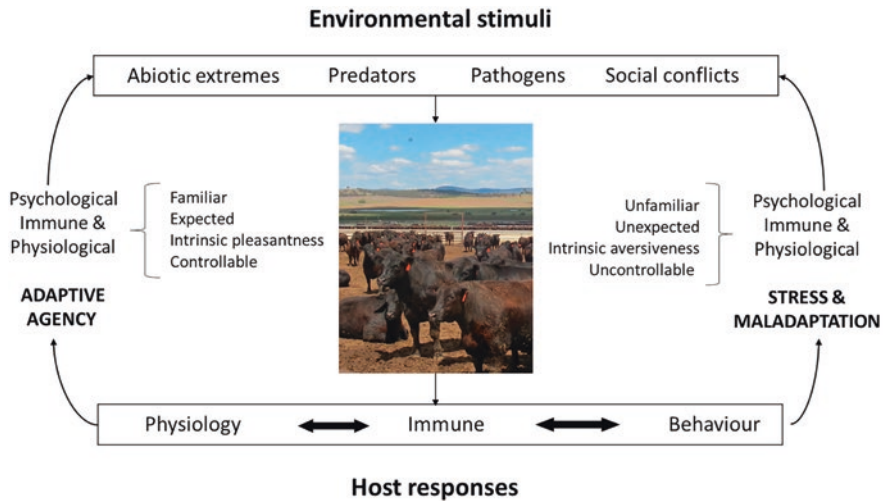 Environmental stimuli
Abiotic extremes Predators Pathogens Social conflicts
Psychological
Immune &
Physiological
ADAPTIVE
AGENCY
Familiar
Expected
Intrinsic pleasantness
Controllable
Unfamiliar
Unexpected
Intrinsic aversiveness
Uncontrollable
Psychological
Immune &
Physiological
STRESS &
MALADAPTATION
Physiology Immune Behaviour
Host responses